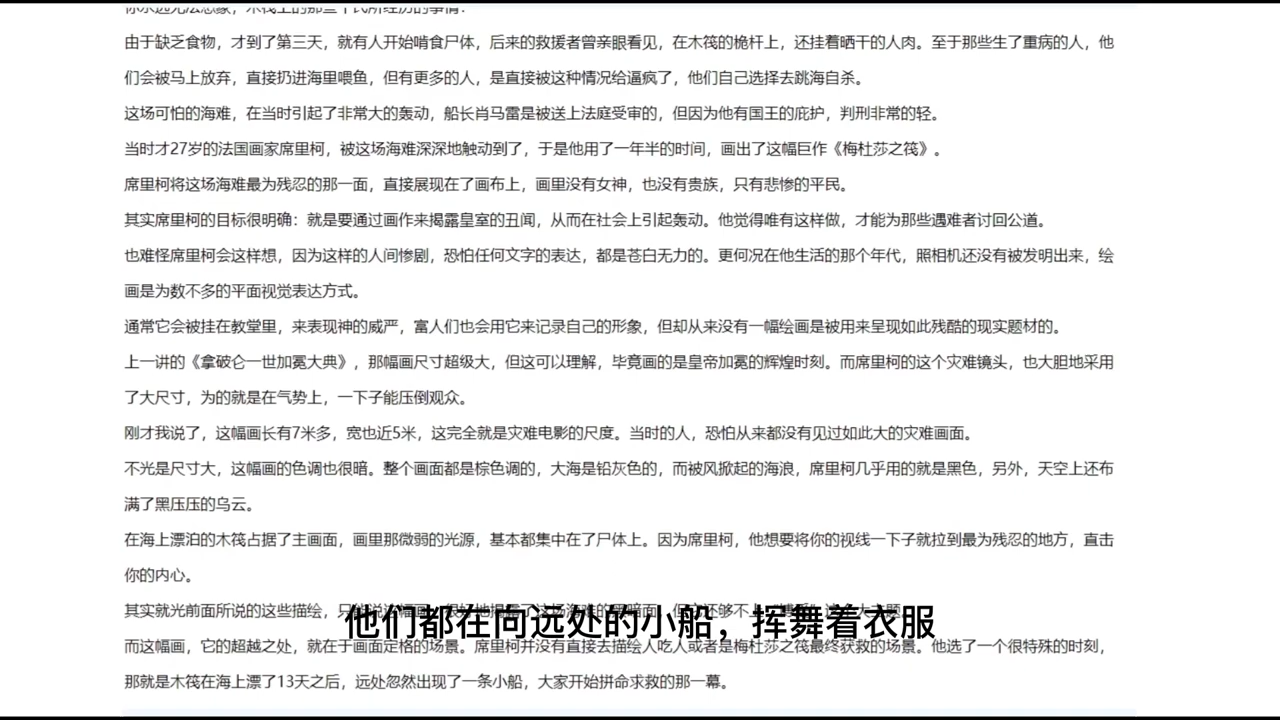 你永远无法想象，木筏上的那些平民所经历的事情：
由于缺乏食物，才到了第三天，就有人开始啃食尸体，后来的救援者曾亲眼看见，在木筏的桅杆上，还挂着晒干的人肉。至于那些生了重病的人，他
们会被马上放弃，直接扔进海里喂鱼，但有更多的人，是直接被这种情况给逼疯了，他们自己选择去跳海自杀。
这场可怕的海难，在当时引起了非常大的轰动，船长肖马雷是被送上法庭受审的，但因为他有国王的庇护，判刑非常的轻。
当时才27岁的法国画家席里柯，被这场海难深深地触动到了，于是他用了一年半的时间，画出了这幅巨作《梅杜莎之筏》。
席里柯将这场海难最为残忍的那一面，直接展现在了画布上，画里没有女神，也没有贵族，只有悲惨的平民。
其实席里柯的目标很明确：就是要通过画作来揭露皇室的丑闻，从而在社会上引起轰动。他觉得唯有这样做，才能为那些遇难者讨回公道。
也难怪席里柯会这样想，因为这样的人间惨剧，恐怕任何文字的表达，都是苍白无力的。更何况在他生活的那个年代，照相机还没有被发明出来，绘
画是为数不多的平面视觉表达方式。
通常它会被挂在教堂里，来表现神的威严，富人们也会用它来记录自己的形象，但却从来没有一幅绘画是被用来呈现如此残酷的现实题材的。
上一讲的《拿破仑一世加冕大典》，那幅画尺寸超级大，但这可以理解，毕竟画的是皇帝加冕的辉煌时刻。而席里柯的这个灾难镜头，也大胆地采用
了大尺寸，为的就是在气势上，一下子能压倒观众。
刚才我说了，这幅画长有7米多，宽也近5米，这完全就是灾难电影的尺度。当时的人，恐怕从来都没有见过如此大的灾难画面。
不光是尺寸大，这幅画的色调也很暗。整个画面都是棕色调的，大海是铅灰色的，而被风掀起的海浪，席里柯几乎用的就是黑色，另外，天空上还布
满了黑压压的乌云。
在海上漂泊的木筏占据了主画面，画里那微弱的光源，基本都集中在了尸体上。因为席里柯，他想要将你的视线一下子就拉到最为残忍的地方，直击
你的内心。
其实就光前面所说的这些描绘，
他们都在向远处的小船，挥舞着衣服
而这幅画，它的超越之处，就在于画面定格的场景。席里柯并没有直接去描绘人吃人或者是梅杜莎之筏最终获救的场景。他选了一个很特殊的时刻，
那就是木筏在海上漂了13天之后，远处忽然出现了一条小船，大家开始拼命求救的那一幕。